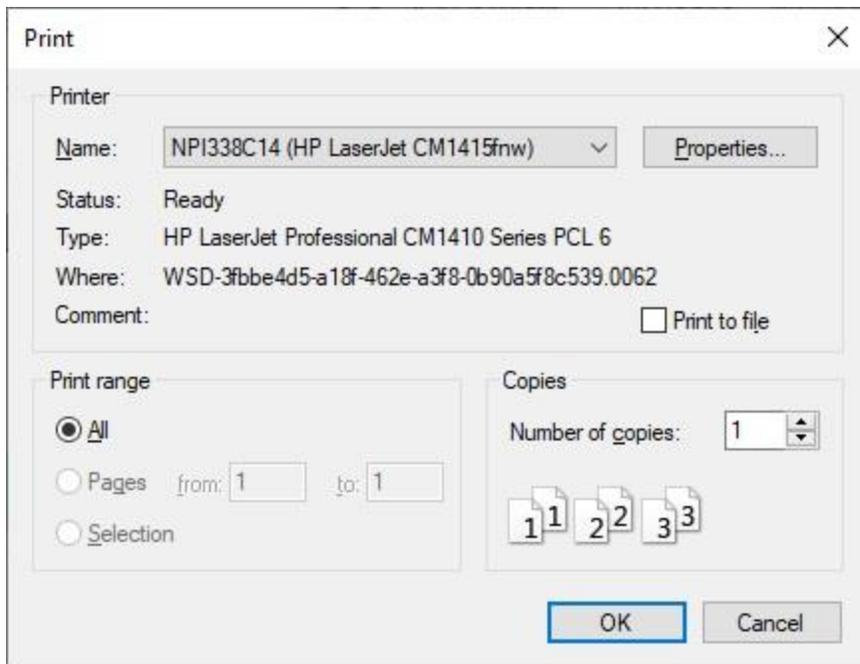 Print
Printer
Name: NPI338C14 (HP LaserJet CM1415fnw) Properties...
Status: Ready
Type: HP LaserJet Professional CM1410 Series PCL 6
Where: WSD-3fbbe4d5-a18f-462e-a3f8-0b90a5f8c539.0062
Comment: Print to file
Print range
All
Pages from: 1 to: 1
Selection
Copies
Number of copies: 1
1 1 2 2 3 3
OK Cancel